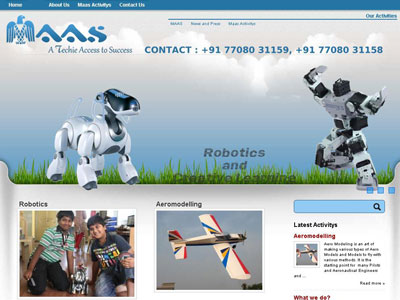 Home About Us Maas Activitys Contact Us
Our Activities
MAAS News and Press Maas Activitys
MAAS
A Techie Access to Success
CONTACT : +91 77080 31159, +91 77080 31158
Robotics
and
Creative Learning
Robotics
Aeromodelling
Latest Activitys
Aeromodelling
Aero Modeling is an art of
making various types of Aero
Models and Models to fly with
various methods. It is the
starting point for many Pilots
and Aeronautical Engineers
and ...
Read more »
What we do?